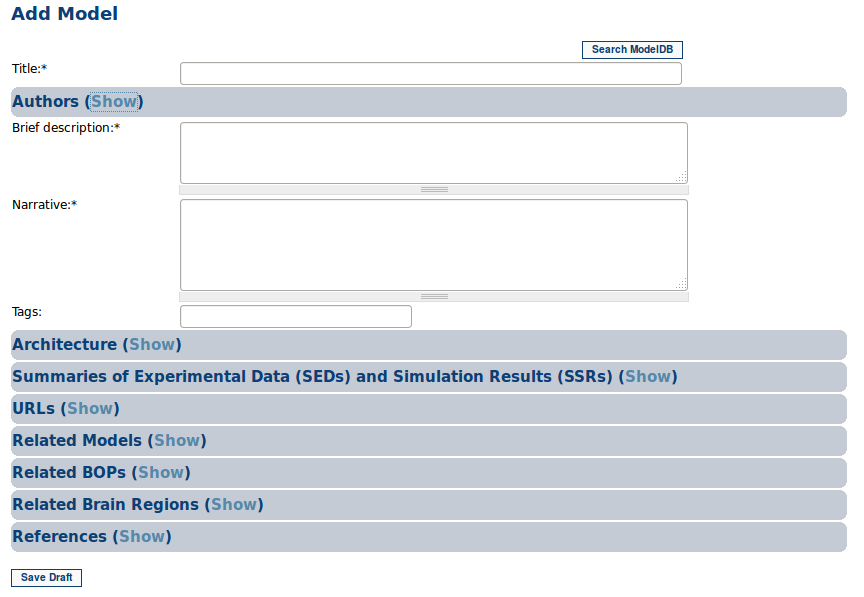 Add Model
Search ModelDB
Title:*
Authors (Show)
Brief description:*
Narrative:*
Tags:
Architecture (Show)
Summaries of Experimental Data (SEDs) and Simulation Results (SSRs) (Show)
URLs (Show)
Related Models (Show)
Related BOPs (Show)
Related Brain Regions (Show)
References (Show)
Save Draft